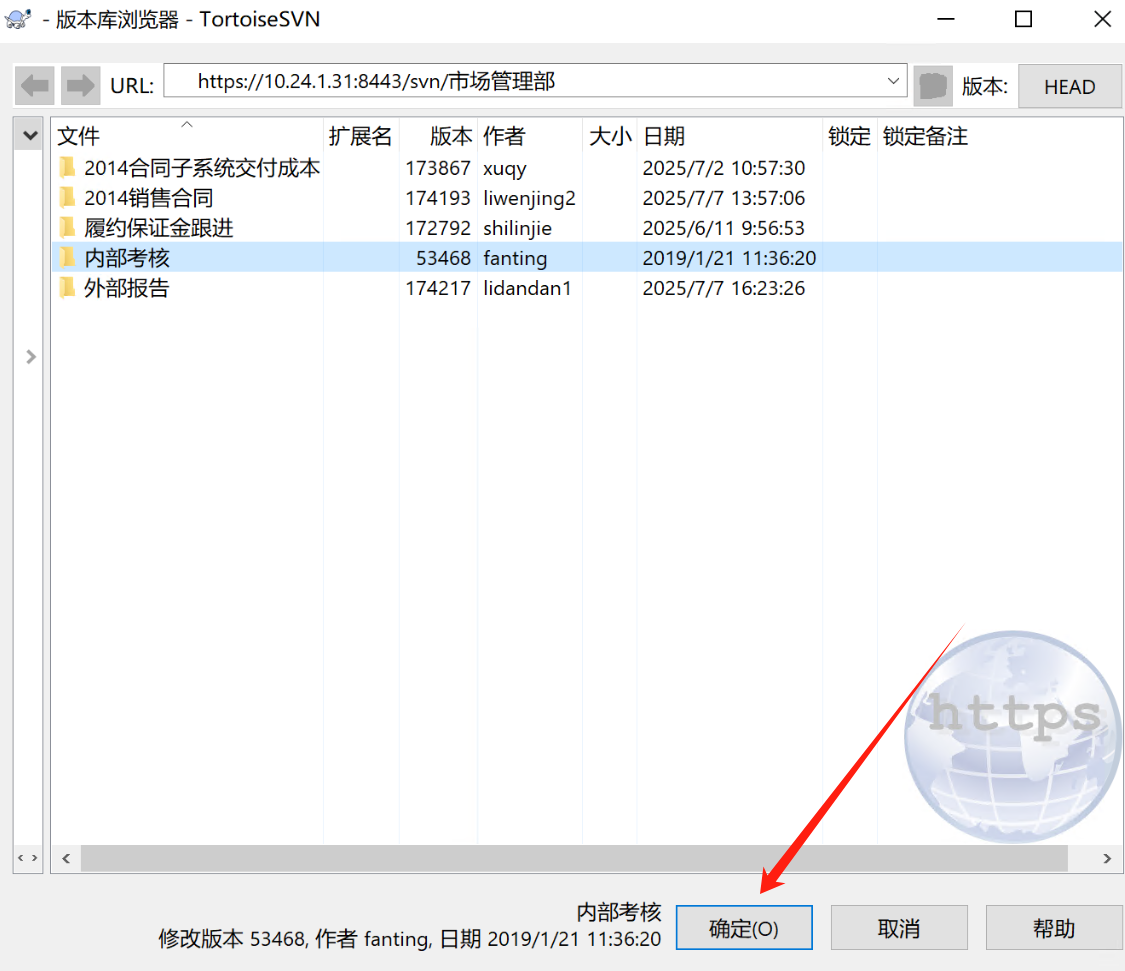 - 版本库浏览器 - TortoiseSVN
URL: https://10.24.1.31:8443/svn/市场管理部 版本: HEAD
文件 扩展名 版本 作者 大小 日期 锁定 锁定备注
2014合同子系统交付成本 173867 xuqy 2025/7/2 10:57:30
2014销售合同 174193 liwenjing2 2025/7/7 13:57:06
履约保证金跟进 172792 shilinjie 2025/6/11 9:56:53
内部考核 53468 fanting 2019/1/21 11:36:20
外部报告 174217 lidandan1 2025/7/7 16:23:26
https
内部考核
修改版本 53468, 作者 fanting, 日期 2019/1/21 11:36:20
确定(O) 取消 帮助